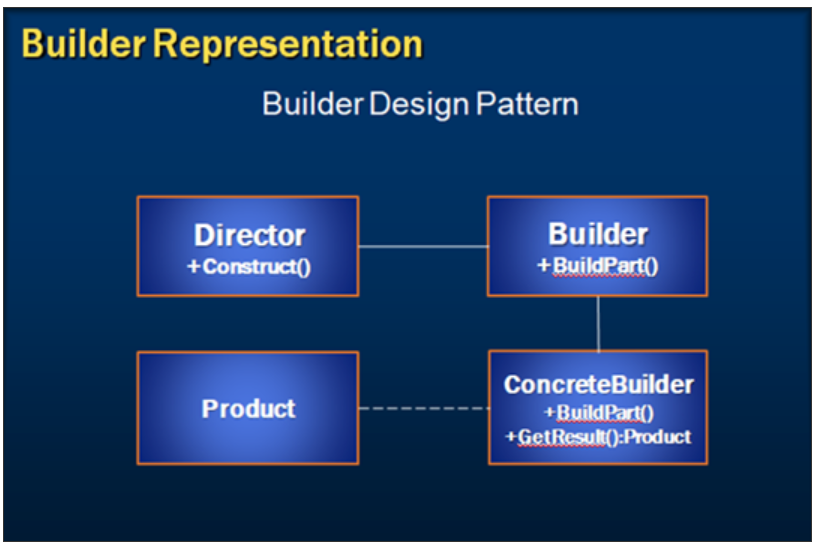 Builder Representation
Builder Design Pattern
Director
+Construct()
Builder
+BuildPart()
Product
ConcreteBuilder
+BuildPart()
+GetResult():Product